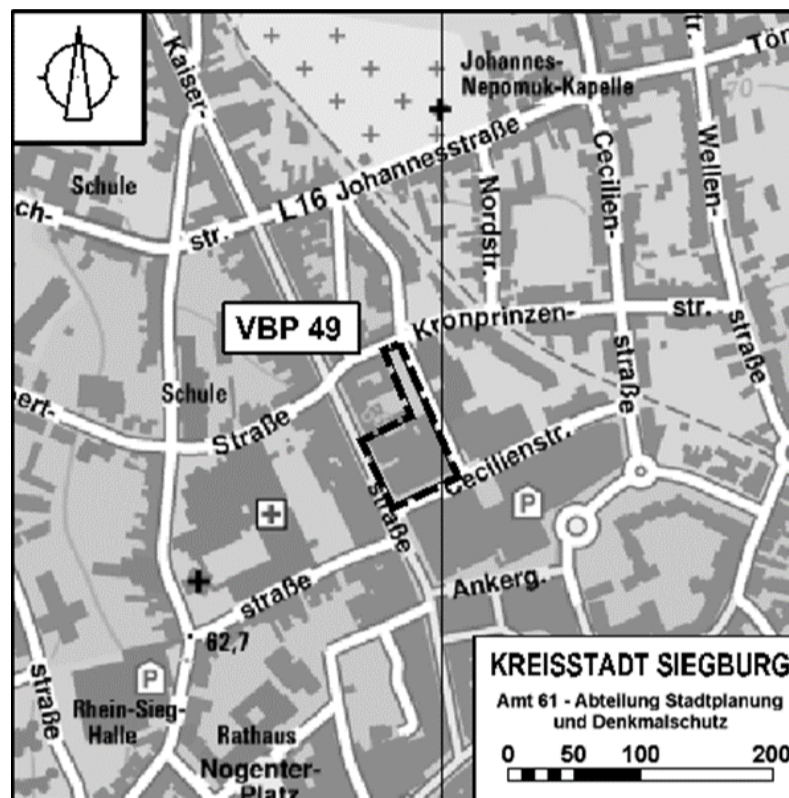 Kaiser-
Johannes-
Nepomuk-Kapelle
str.
Tön
70
Schule
L16 Johannesstraße
Cecilien-
Wellen-
ch-
str.
Nordstr.
VBP 49
Kronprinzen-
str.
straße
straße
Schule
ert-
Straße
Cecilienstr.
straße
P
straße
Ankerg.
62,7
straße
P
Rhein-Sieg-
Halle
Rathaus
Nogenter-
Platz
KREISSTADT SIEGBURG
Amt 61 - Abteilung Stadtplanung
und Denkmalschutz
0 50 100 200